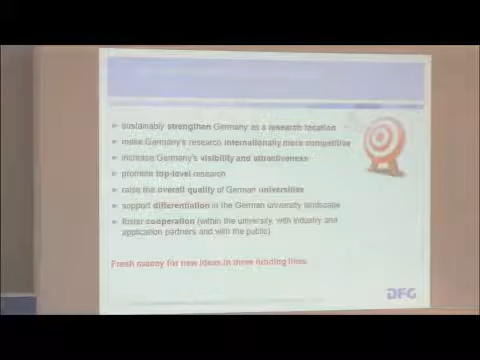 sustainably strengthen Germany as a research location
make Germany's research internationally more competitive
increase Germany's visibility and attractiveness
promote top-level research
raise the overall quality of German universities
support differentiation in the German university landscape
foster cooperation (within the university, with industry and
application partners and with the public)
Fresh money for new ideas in three funding lines
DFG